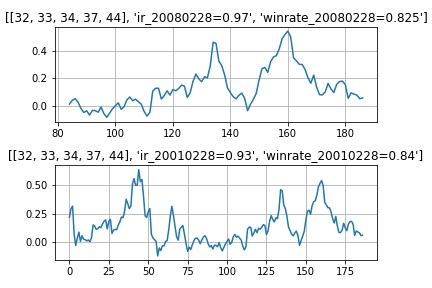 [[32, 33, 34, 37, 44], 'ir_20080228=0.97', 'winrate_20080228=0.825']
0.4
0.2
0.0
80 100 120 140 160 180
[[32, 33, 34, 37, 44], 'ir_20010228=0.93', 'winrate_20010228=0.84']
0.50
0.25
0.00
0 25 50 75 100 125 150 175